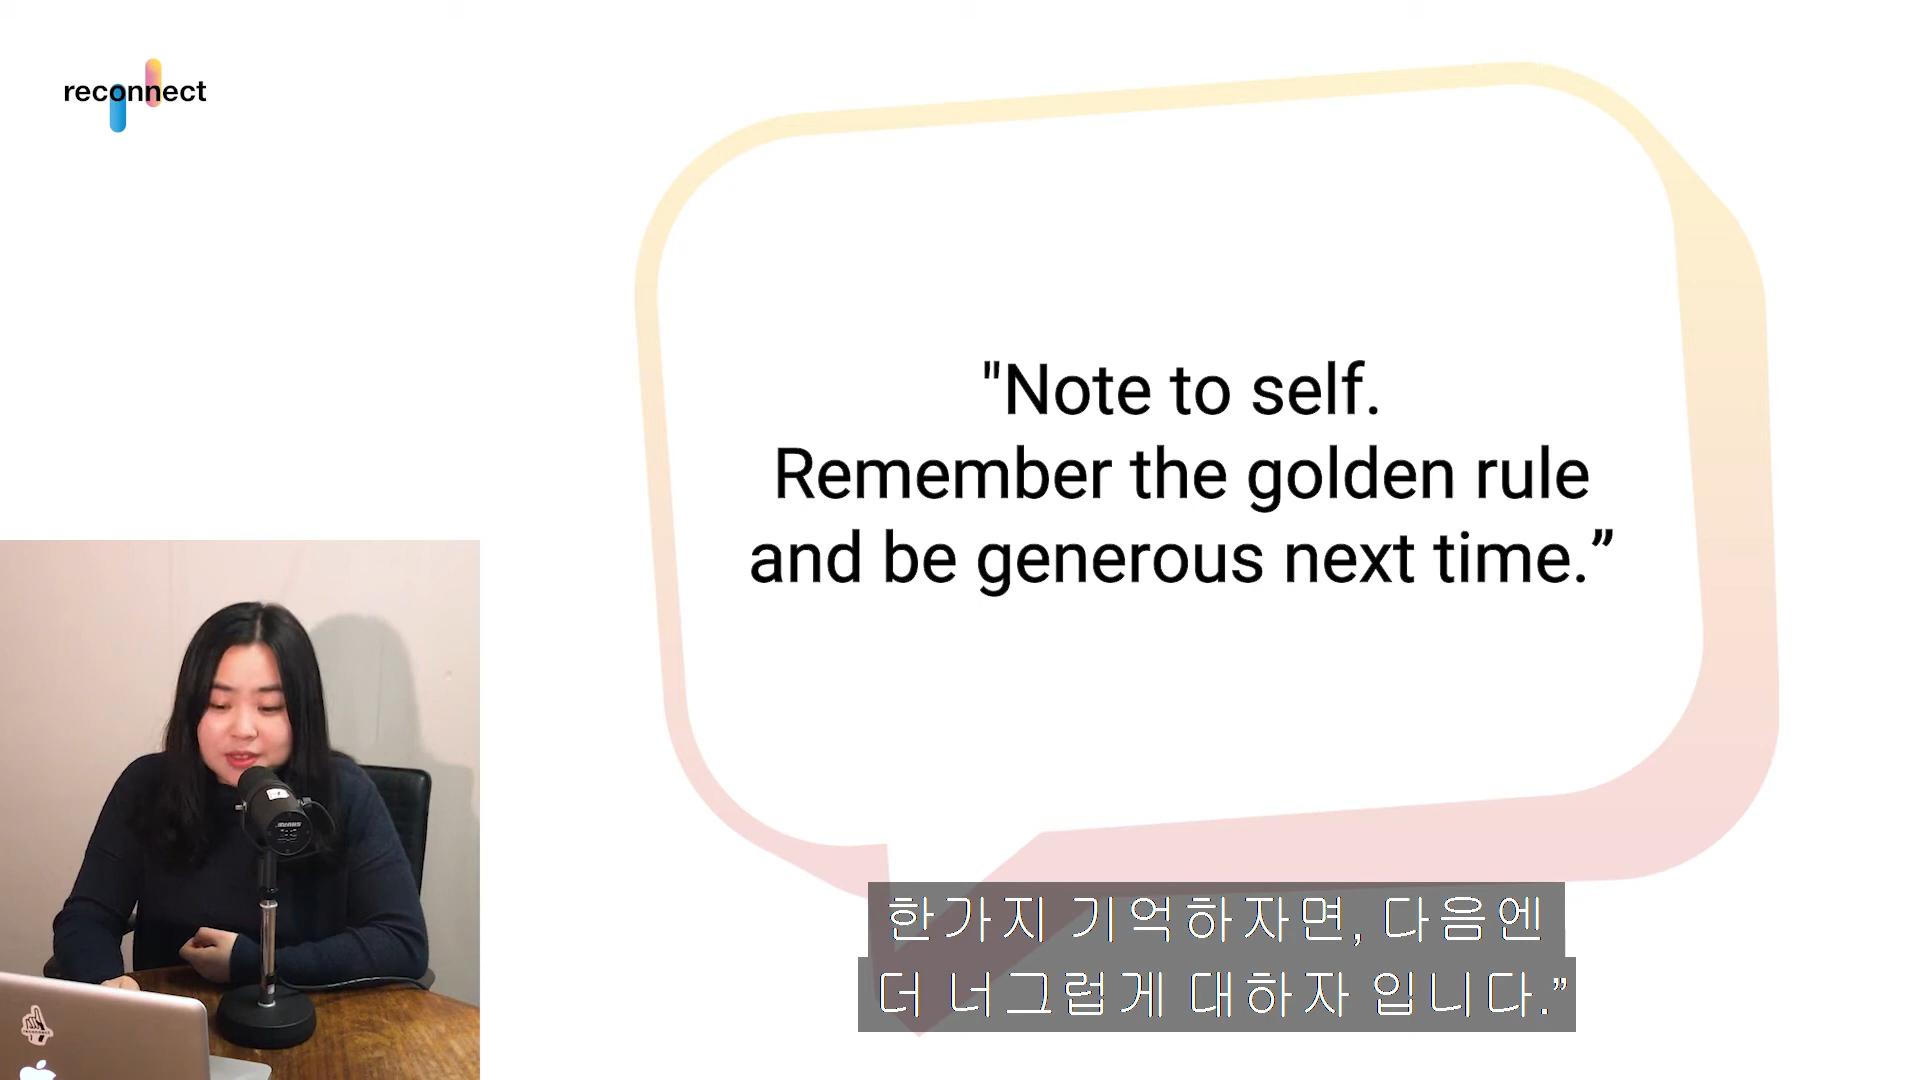 reconnect
"Note to self.
Remember the golden rule
and be generous next time.”
한가지 기억하자면, 다음엔
더 너그럽게 대하자 입니다.”